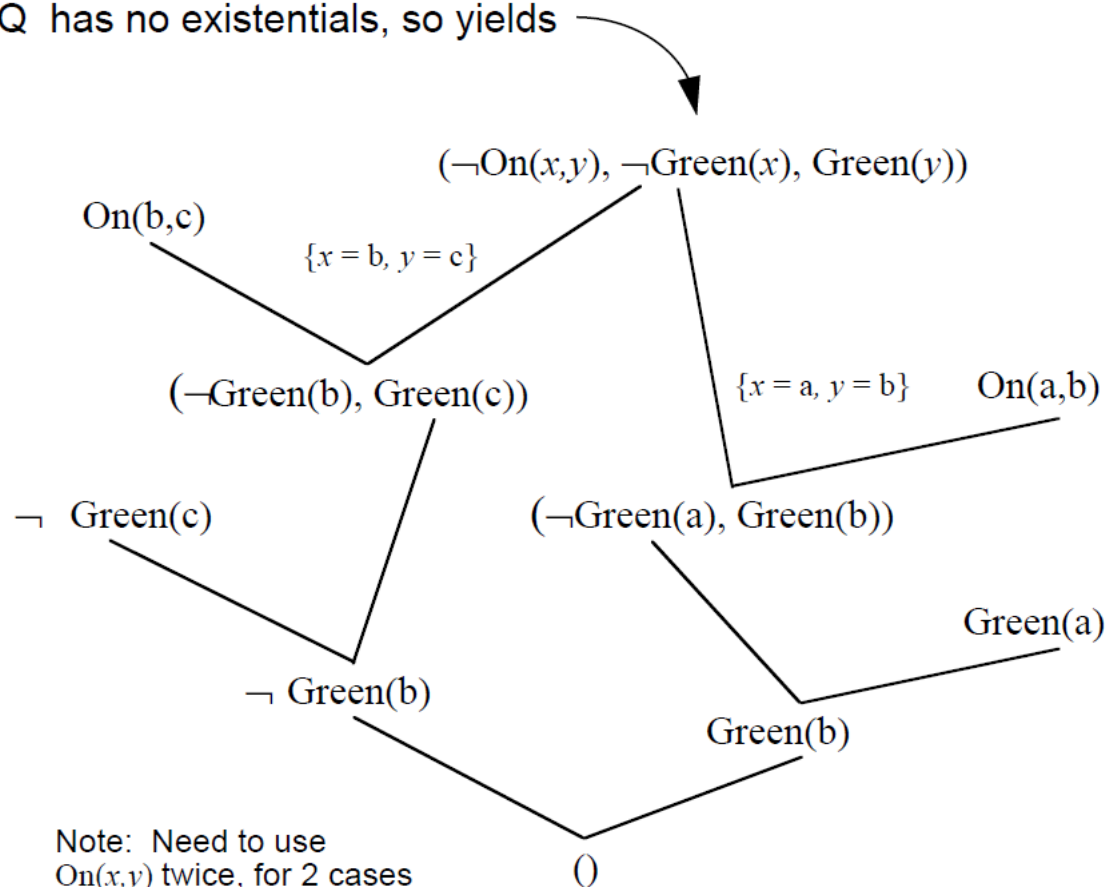 Q has no existentials, so yields
(¬On(x,y), ¬Green(x), Green(y))
On(b,c)
{x = b, y = c}
(¬Green(b), Green(c))
{x = a, y = b}
On(a,b)
¬ Green(c)
(¬Green(a), Green(b))
Green(a)
¬ Green(b)
Green(b)
Note: Need to use
On(x,y) twice, for 2 cases
()